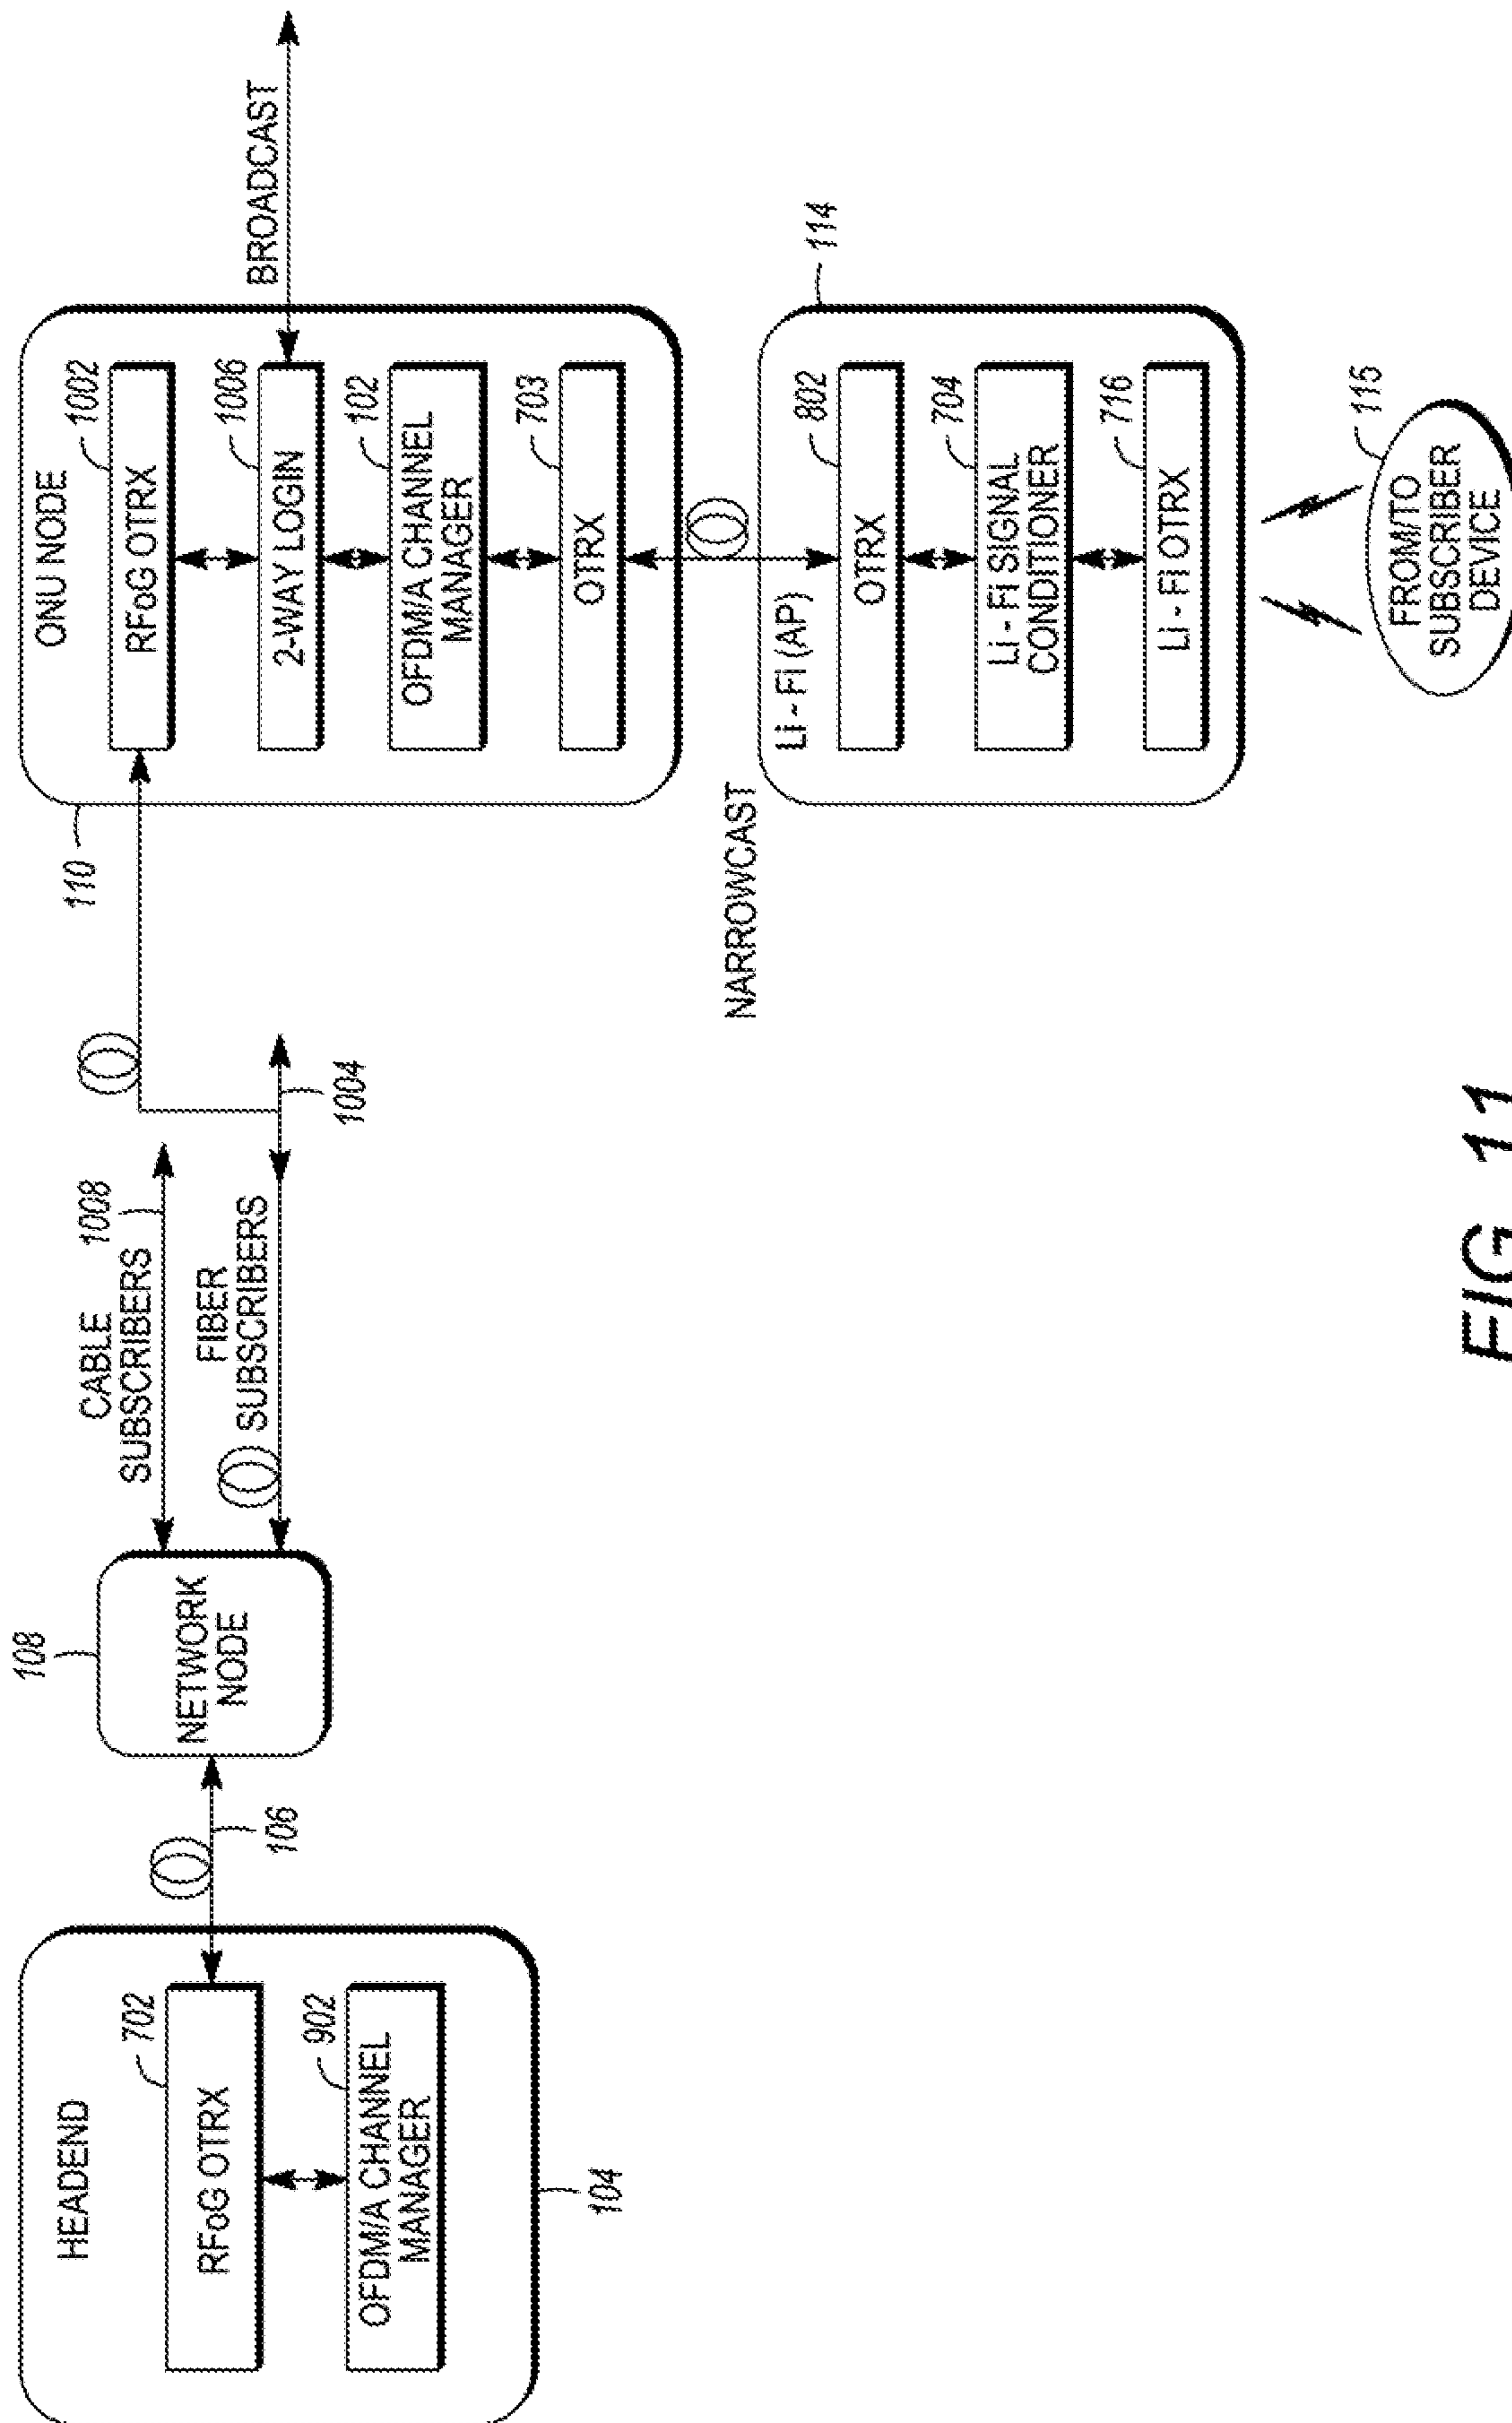 HEADEND
702
RFoG OTRX
902
OFDM/A CHANNEL
MANAGER
104
106
108
NETWORK
NODE
CABLE
SUBSCRIBERS
1008
FIBER
SUBSCRIBERS
1004
110
ONU NODE
1002
RFoG OTRX
1006
2-WAY LOGIN
BROADCAST
102
OFDM/A CHANNEL
MANAGER
703
OTRX
NARROWCAST
114
Li - Fi (AP)
802
OTRX
704
Li - Fi SIGNAL
CONDITIONER
716
Li - Fi OTRX
115
FROM/TO
SUBSCRIBER
DEVICE
FIG. 11